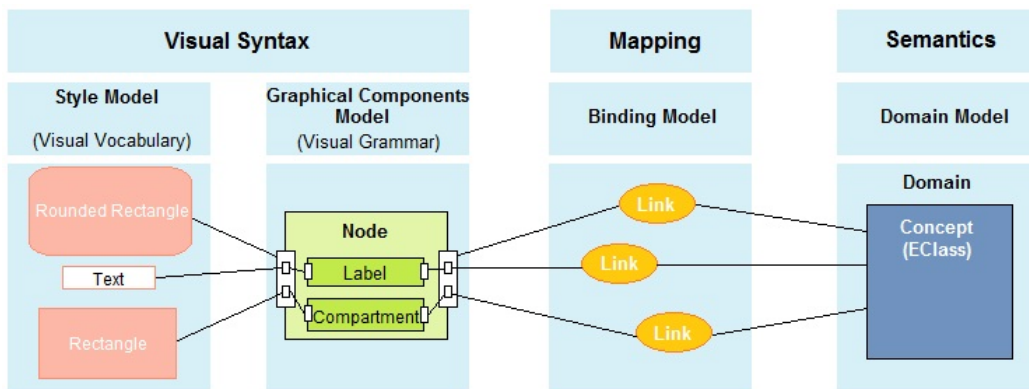 Visual Syntax
Mapping
Semantics
Style Model
(Visual Vocabulary)
Graphical Components
Model
(Visual Grammar)
Binding Model
Domain Model
Rounded Rectangle
Text
Rectangle
Node
Label
Compartment
Link
Link
Link
Domain
Concept
(EClass)